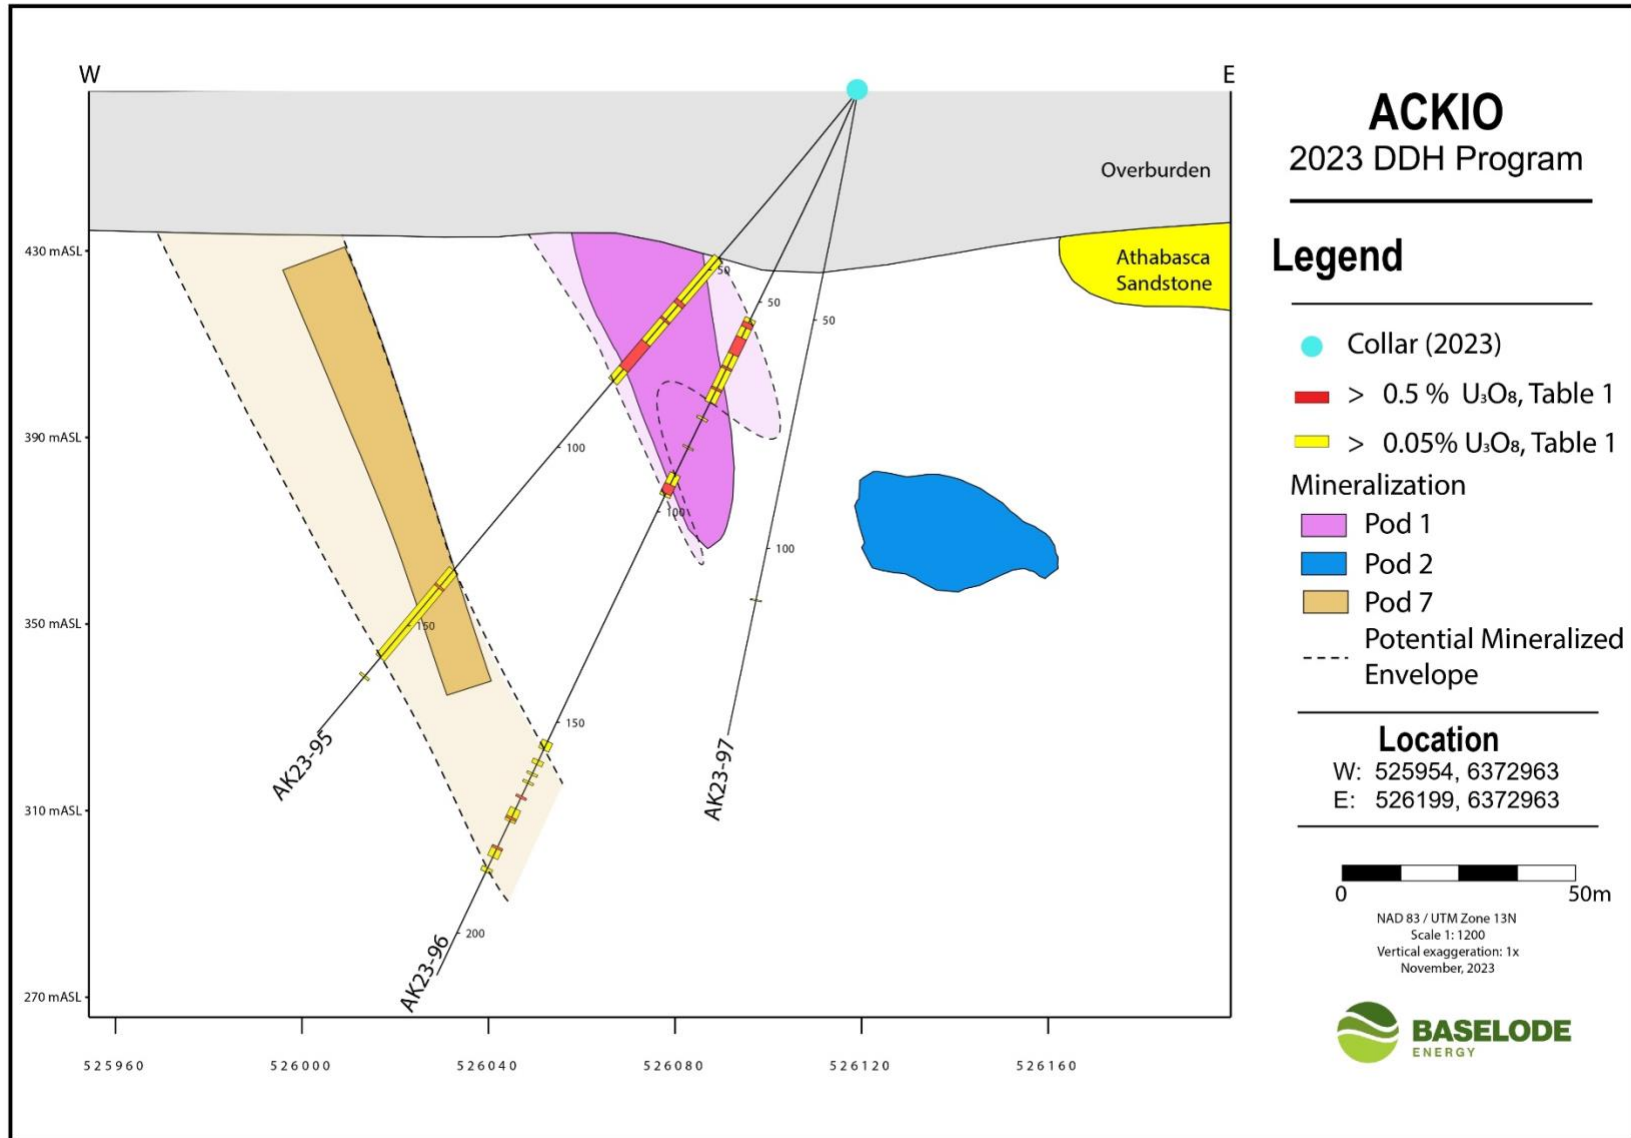 W
E
Overburden
Athabasca
Sandstone
430 mASL
390 mASL
350 mASL
310 mASL
270 mASL
50
50
50
100
100
100
150
150
200
AK23-95
AK23-96
AK23-97
525960
526000
526040
526080
526120
526160
ACKIO
2023 DDH Program
Legend
Collar (2023)
> 0.5 % U₃O₈, Table 1
> 0.05% U₃O₈, Table 1
Mineralization
Pod 1
Pod 2
Pod 7
Potential Mineralized
Envelope
Location
W: 525954, 6372963
E: 526199, 6372963
0 50m
NAD 83 / UTM Zone 13N
Scale 1: 1200
Vertical exaggeration: 1x
November, 2023
BASELODE
ENERGY